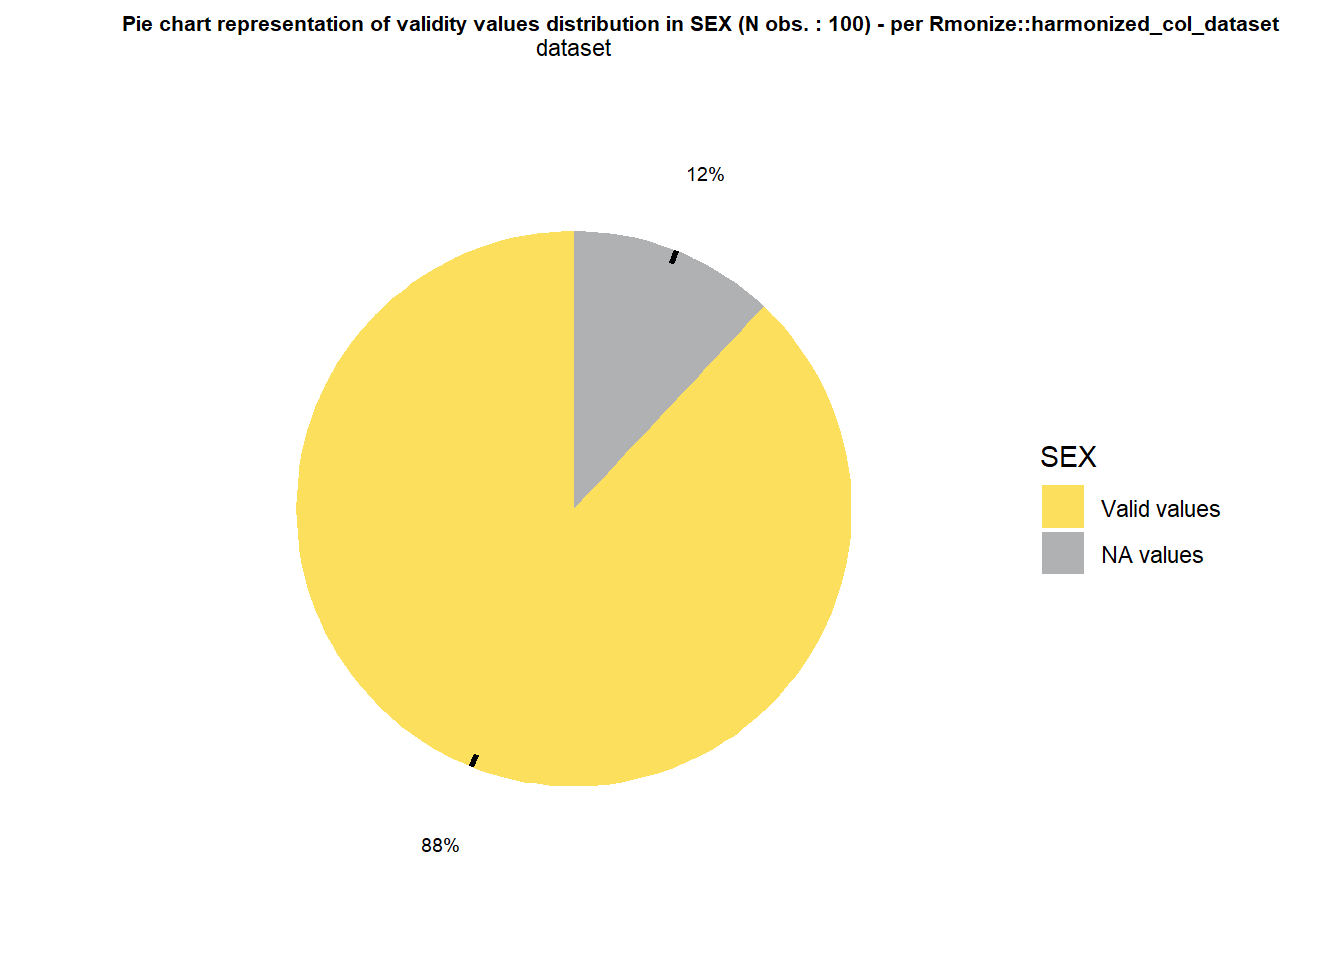 Pie chart representation of validity values distribution in SEX (N obs. : 100) - per Rmonize::harmonized_col_dataset
dataset
12%
SEX
Valid values
NA values
88%